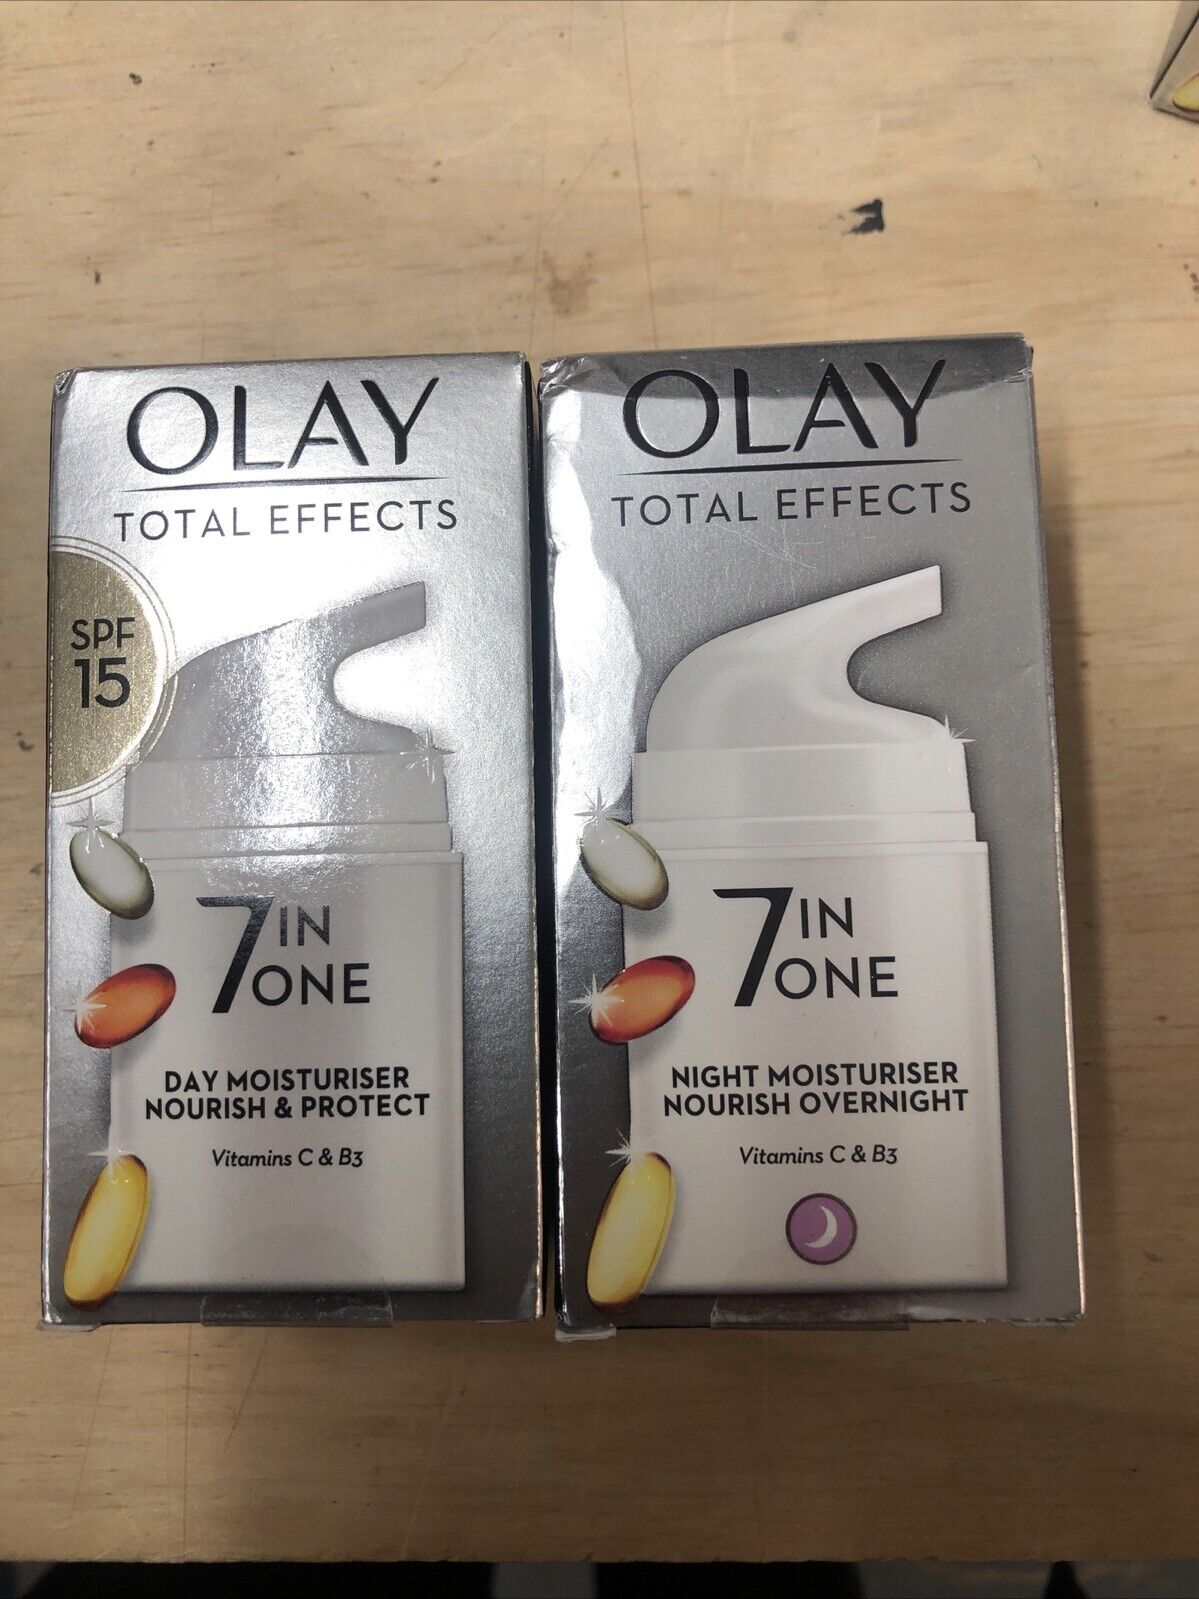 OLAY
TOTAL EFFECTS
SPF
15
7 IN
ONE
DAY MOISTURISER
NOURISH & PROTECT
Vitamins C & B3
OLAY
TOTAL EFFECTS
7 IN
ONE
NIGHT MOISTURISER
NOURISH OVERNIGHT
Vitamins C & B3